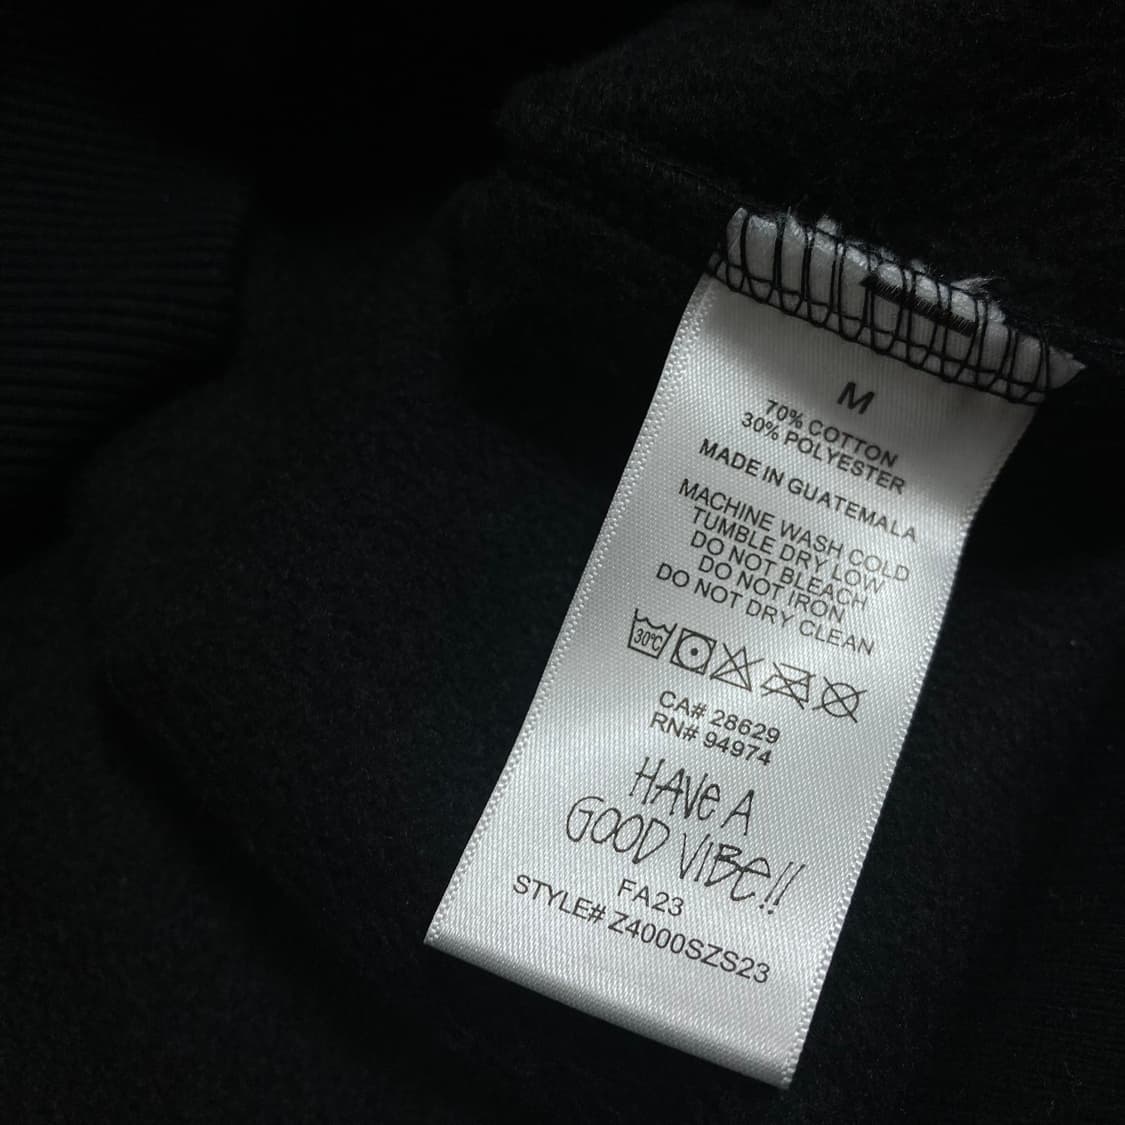 M
70% COTTON
30% POLYESTER
MADE IN GUATEMALA
MACHINE WASH COLD
TUMBLE DRY LOW
DO NOT BLEACH
DO NOT IRON
DO NOT DRY CLEAN
30°C
CA# 28629
RN# 94974
HAVE A
GOOD VIBE!!
FA23
STYLE# Z4000SZS23